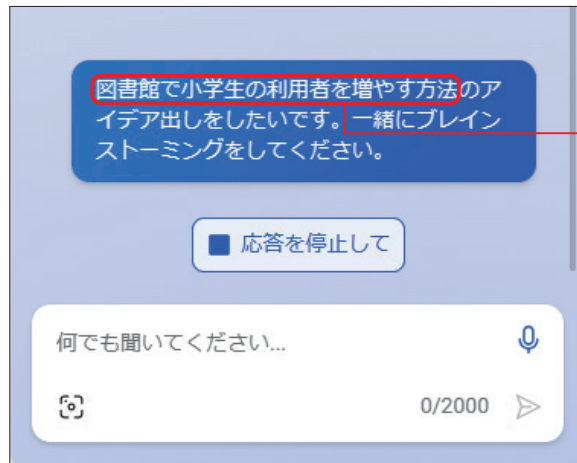 図書館で小学生の利用者を増やす方法のア
イデア出しをしたいです。一緒にブレイン
ストーミングをしてください。
応答を停止して
何でも聞いてください...
0/2000